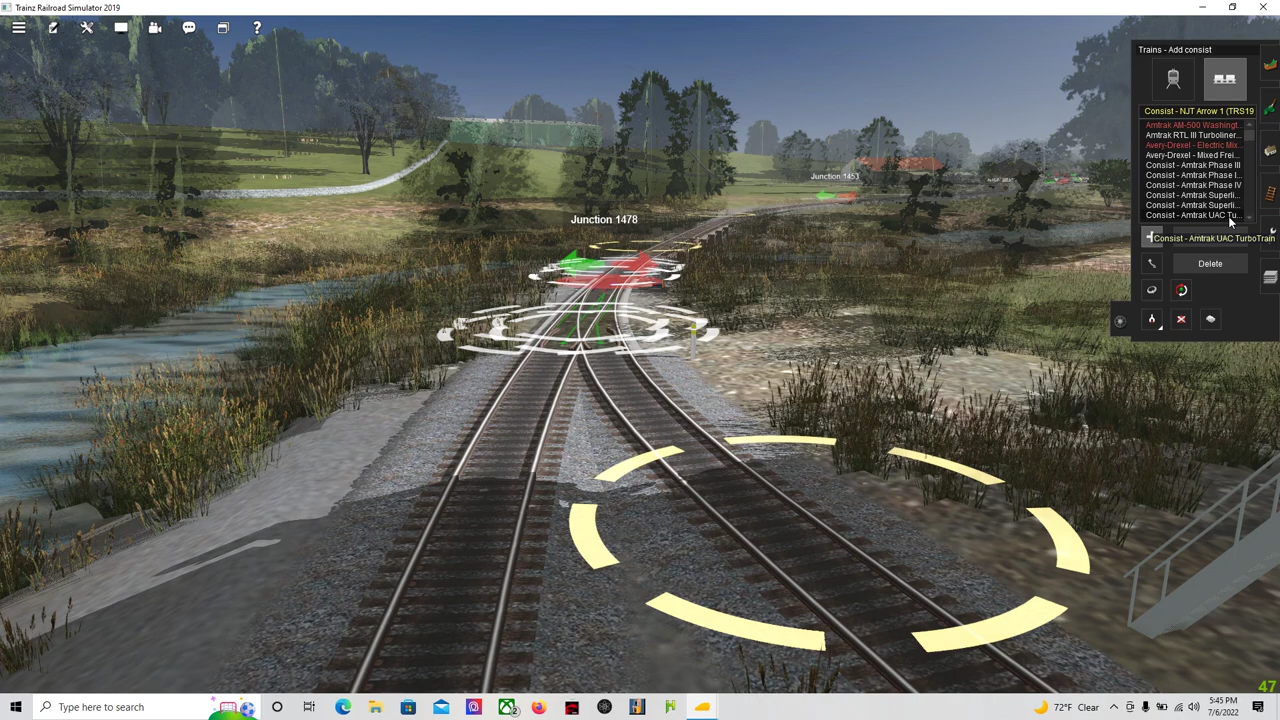 Trainz Railroad Simulator 2019
Trains - Add consist
Consist - NJT Arrow 1 (TRS19
Amtrak AM-500 Washingt...
Amtrak RTL III Turboliner...
Avery-Drexel - Electric Mix...
Avery-Drexel - Mixed Frei...
Consist - Amtrak Phase III
Consist - Amtrak Phase I...
Consist - Amtrak Phase IV
Consist - Amtrak Superli...
Consist - Amtrak Superli...
Consist - Amtrak UAC Tu...
Consist - Amtrak UAC TurboTrain
Delete
Junction 1453
Junction 1478
47
Type here to search
72°F Clear
5:45 PM
7/6/2022